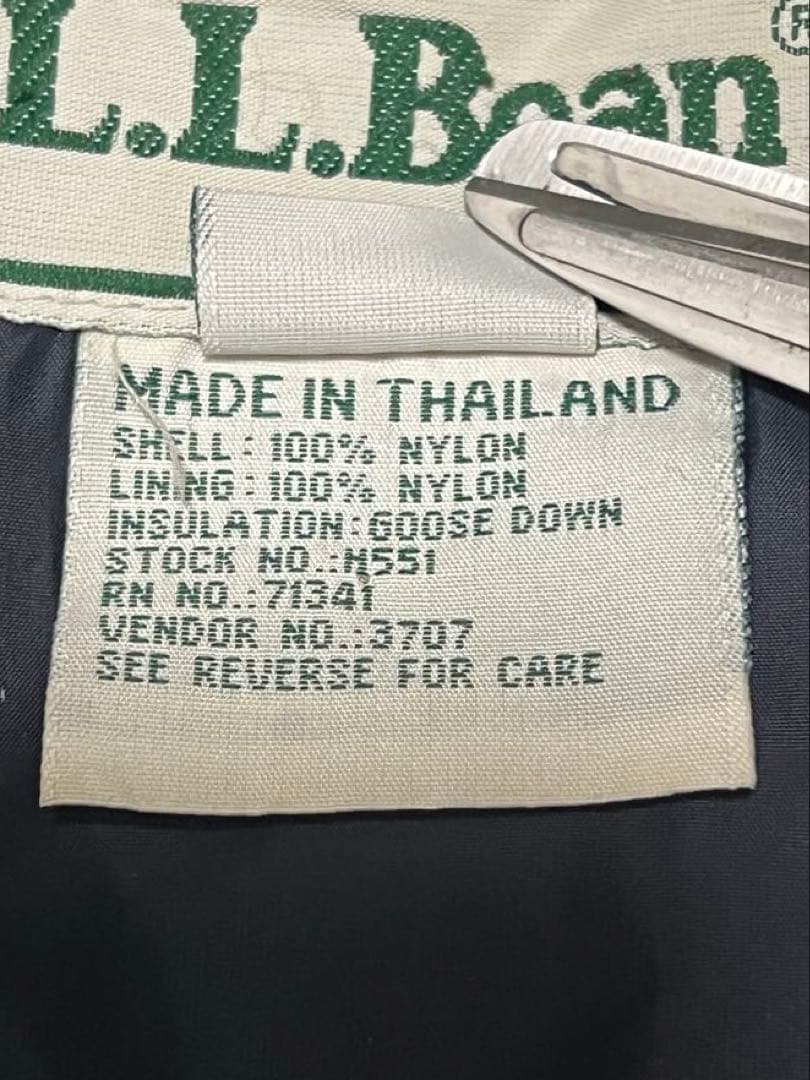 L.L.Bean®
MADE IN THAILAND
SHELL: 100% NYLON
LINING: 100% NYLON
INSULATION: GOOSE DOWN
STOCK NO.:M551
RN NO.:71341
VENDOR NO.:3707
SEE REVERSE FOR CARE